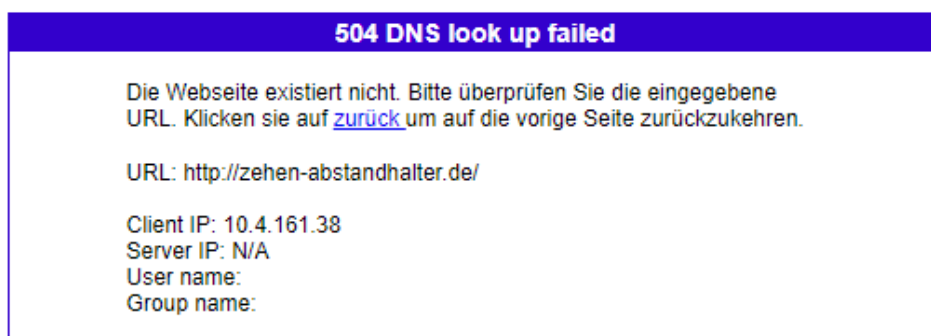 504 DNS look up failed
Die Webseite existiert nicht. Bitte überprüfen Sie die eingegebene
URL. Klicken sie auf zurück um auf die vorige Seite zurückzukehren.
URL: http://zehen-abstandhalter.de/
Client IP: 10.4.161.38
Server IP: N/A
User name:
Group name: